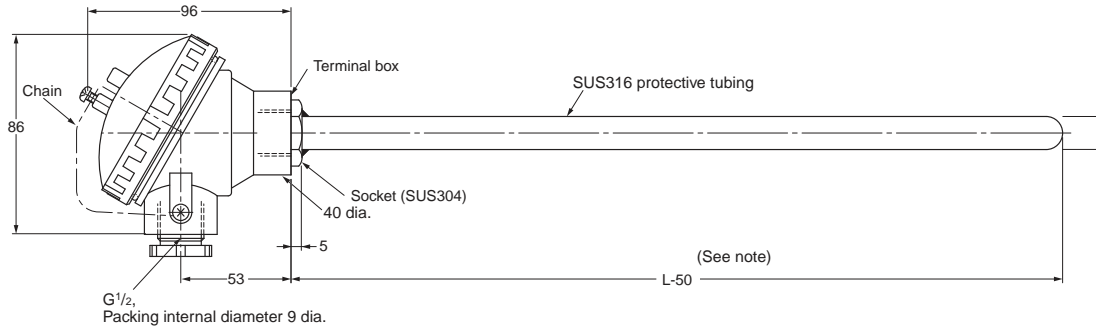 96
Terminal box
SUS316 protective tubing
Chain
86
Socket (SUS304)
40 dia.
5
(See note)
53
L-50
G1/2,
Packing internal diameter 9 dia.